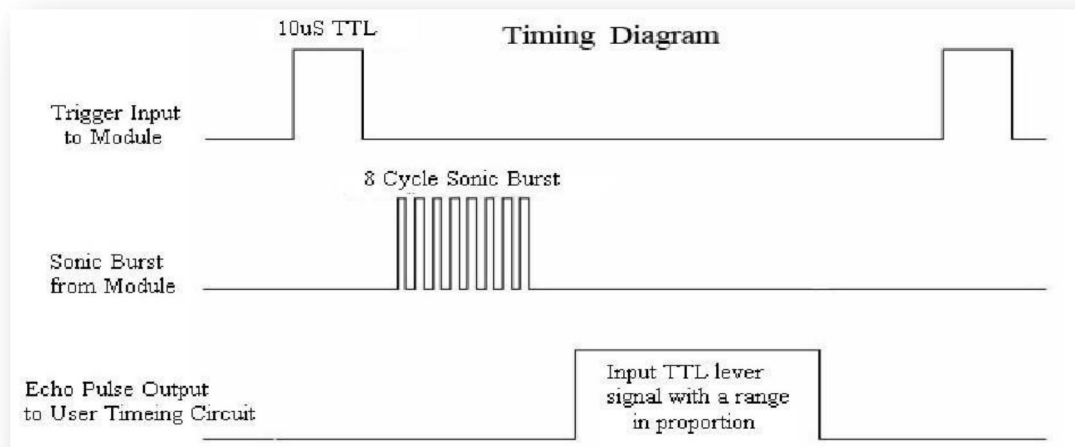 10uS TTL
Timing Diagram
Trigger Input
to Module
8 Cycle Sonic Burst
Sonic Burst
from Module
Echo Pulse Output
to User Timeing Circuit
Input TTL lever
signal with a range
in proportion